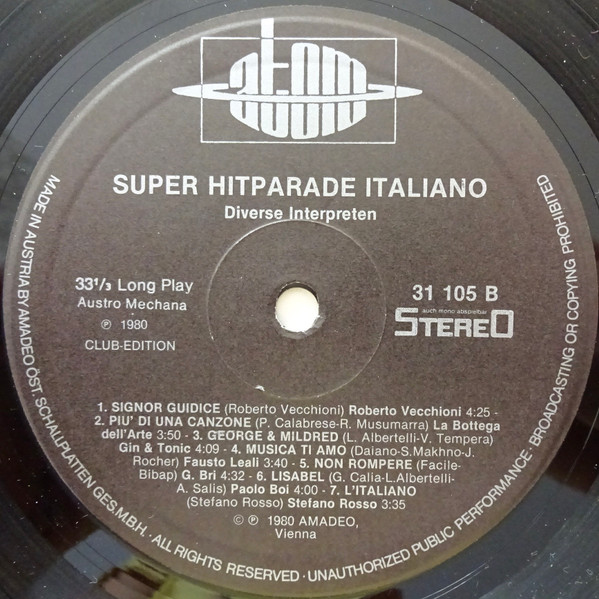 atom
SUPER HITPARADE ITALIANO
Diverse Interpreten
33 1/3 Long Play
Austro Mechana
℗ 1980
CLUB-EDITION
31 105 B
auch mono abspielbar
STEREO
1. SIGNOR GUIDICE (Roberto Vecchioni) Roberto Vecchioni 4:25 -
2. PIU' DI UNA CANZONE (P. Calabrese-R. Musumarra) La Bottega
dell'Arte 3:50 - 3. GEORGE & MILDRED (L. Albertelli-V. Tempera)
Gin & Tonic 4:09 - 4. MUSICA TI AMO (Daiano-S.Makhno-J.
Rocher) Fausto Leali 3:40 - 5. NON ROMPERE (Facile-
Bibap) G. Bri 4:32 - 6. LISABEL (G. Calia-L.Albertelli-
A. Salis) Paolo Boi 4:00 - 7. L'ITALIANO
(Stefano Rosso) Stefano Rosso 3:35
© ℗ 1980 AMADEO,
Vienna
MADE IN AUSTRIA BY AMADEO ÖST. SCHALLPLATTEN GES.M.B.H. · ALL RIGHTS RESERVED · UNAUTHORIZED PUBLIC PERFORMANCE · BROADCASTING OR COPYING PROHIBITED